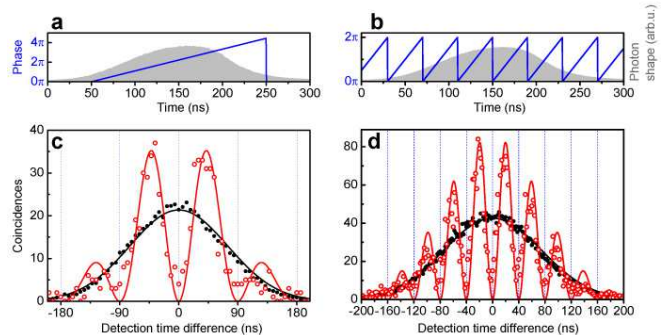 a
b
Phase
4π
2π
0π
0 50 100 150 200 250 300
Time (ns)
2π
0π
0 50 100 150 200 250 300
Time (ns)
Photon
shape (arb.u.)
c
d
Coincidences
40
30
20
10
0
-180 -90 0 90 180
Detection time difference (ns)
80
60
40
20
0
-200 -160 -120 -80 -40 0 40 80 120 160 200
Detection time difference (ns)